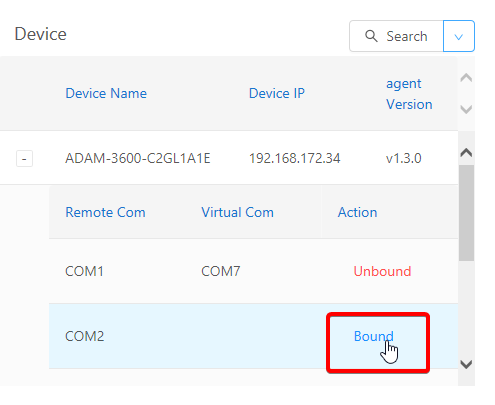 Device
Search
Device Name Device IP agent Version
- ADAM-3600-C2GL1A1E 192.168.172.34 v1.3.0
Remote Com Virtual Com Action
COM1 COM7 Unbound
COM2 Bound